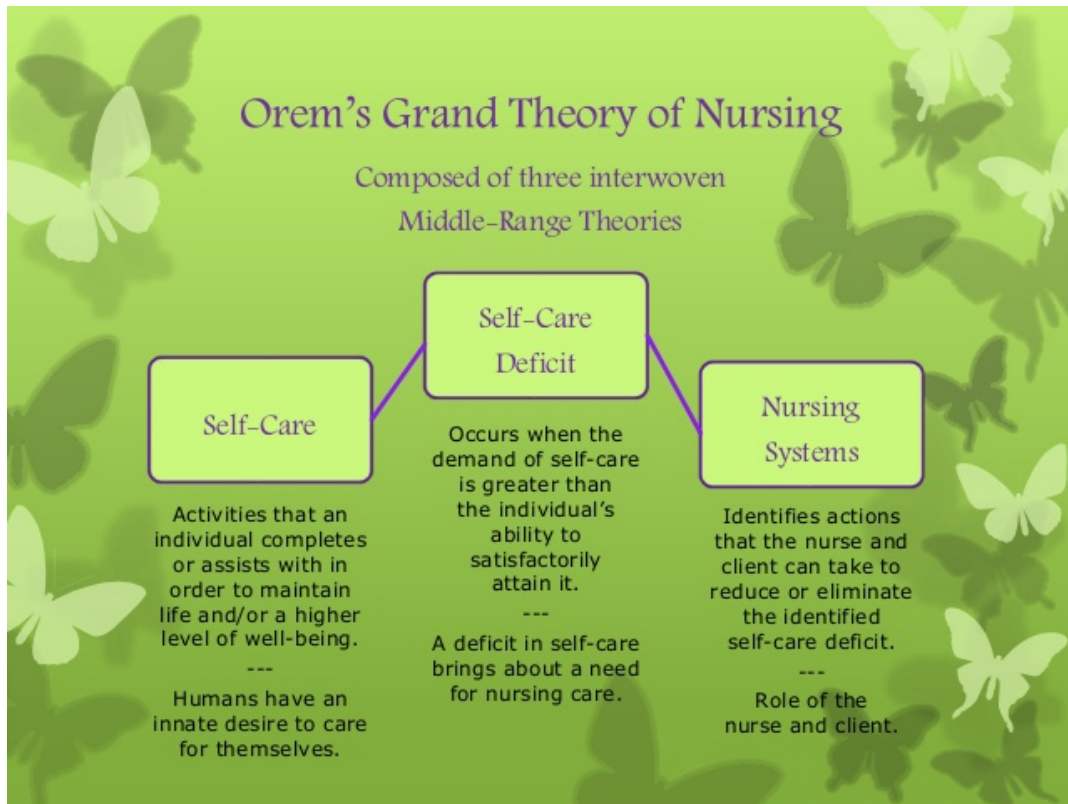 Orem's Grand Theory of Nursing
Composed of three interwoven
Middle-Range Theories
Self-Care
Activities that an
individual completes
or assists with in
order to maintain
life and/or a higher
level of well-being.
---
Humans have an
innate desire to care
for themselves.
Self-Care
Deficit
Occurs when the
demand of self-care
is greater than
the individual's
ability to
satisfactorily
attain it.
---
A deficit in self-care
brings about a need
for nursing care.
Nursing
Systems
Identifies actions
that the nurse and
client can take to
reduce or eliminate
the identified
self-care deficit.
---
Role of the
nurse and client.